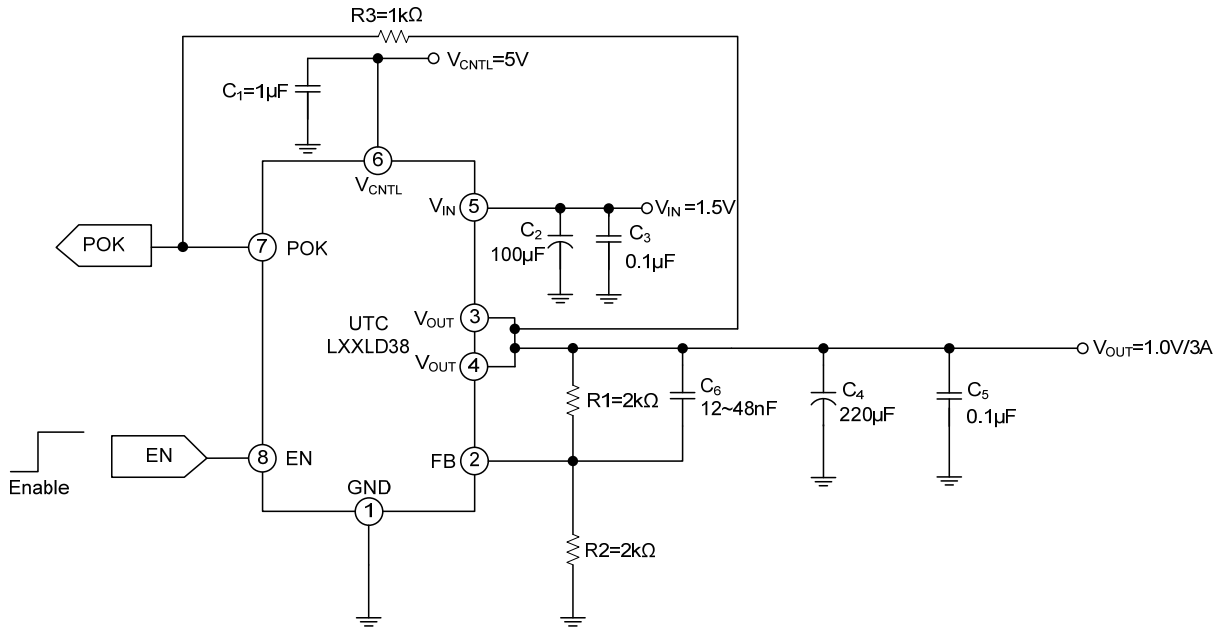 R3=1kΩ
VCNTL=5V
C1=1µF
6
VCNTL
VIN
5
VIN=1.5V
C2
100µF
C3
0.1µF
POK
7
POK
UTC
LXXLD38
VOUT
3
VOUT
4
VOUT=1.0V/3A
R1=2kΩ
C6
12~48nF
C4
220µF
C5
0.1µF
Enable
EN
8
EN
FB
2
GND
1
R2=2kΩ